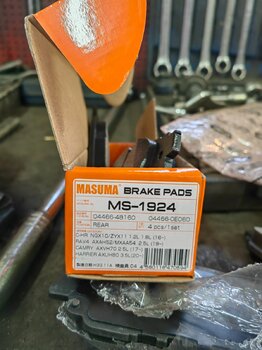 MASUMA BRAKE PADS
MS-1924
04466-48160 04466-0E060
REAR 4 pcs/1set
C-HR NGX10/ZYX11 1.2L 1.8L (16-)
RAV4 AXAH52/MXAA54 2.5L (19-)
CAMRY AXVH70 2.5L (17-)
HARRIER AXUH80 2.5L (20-)